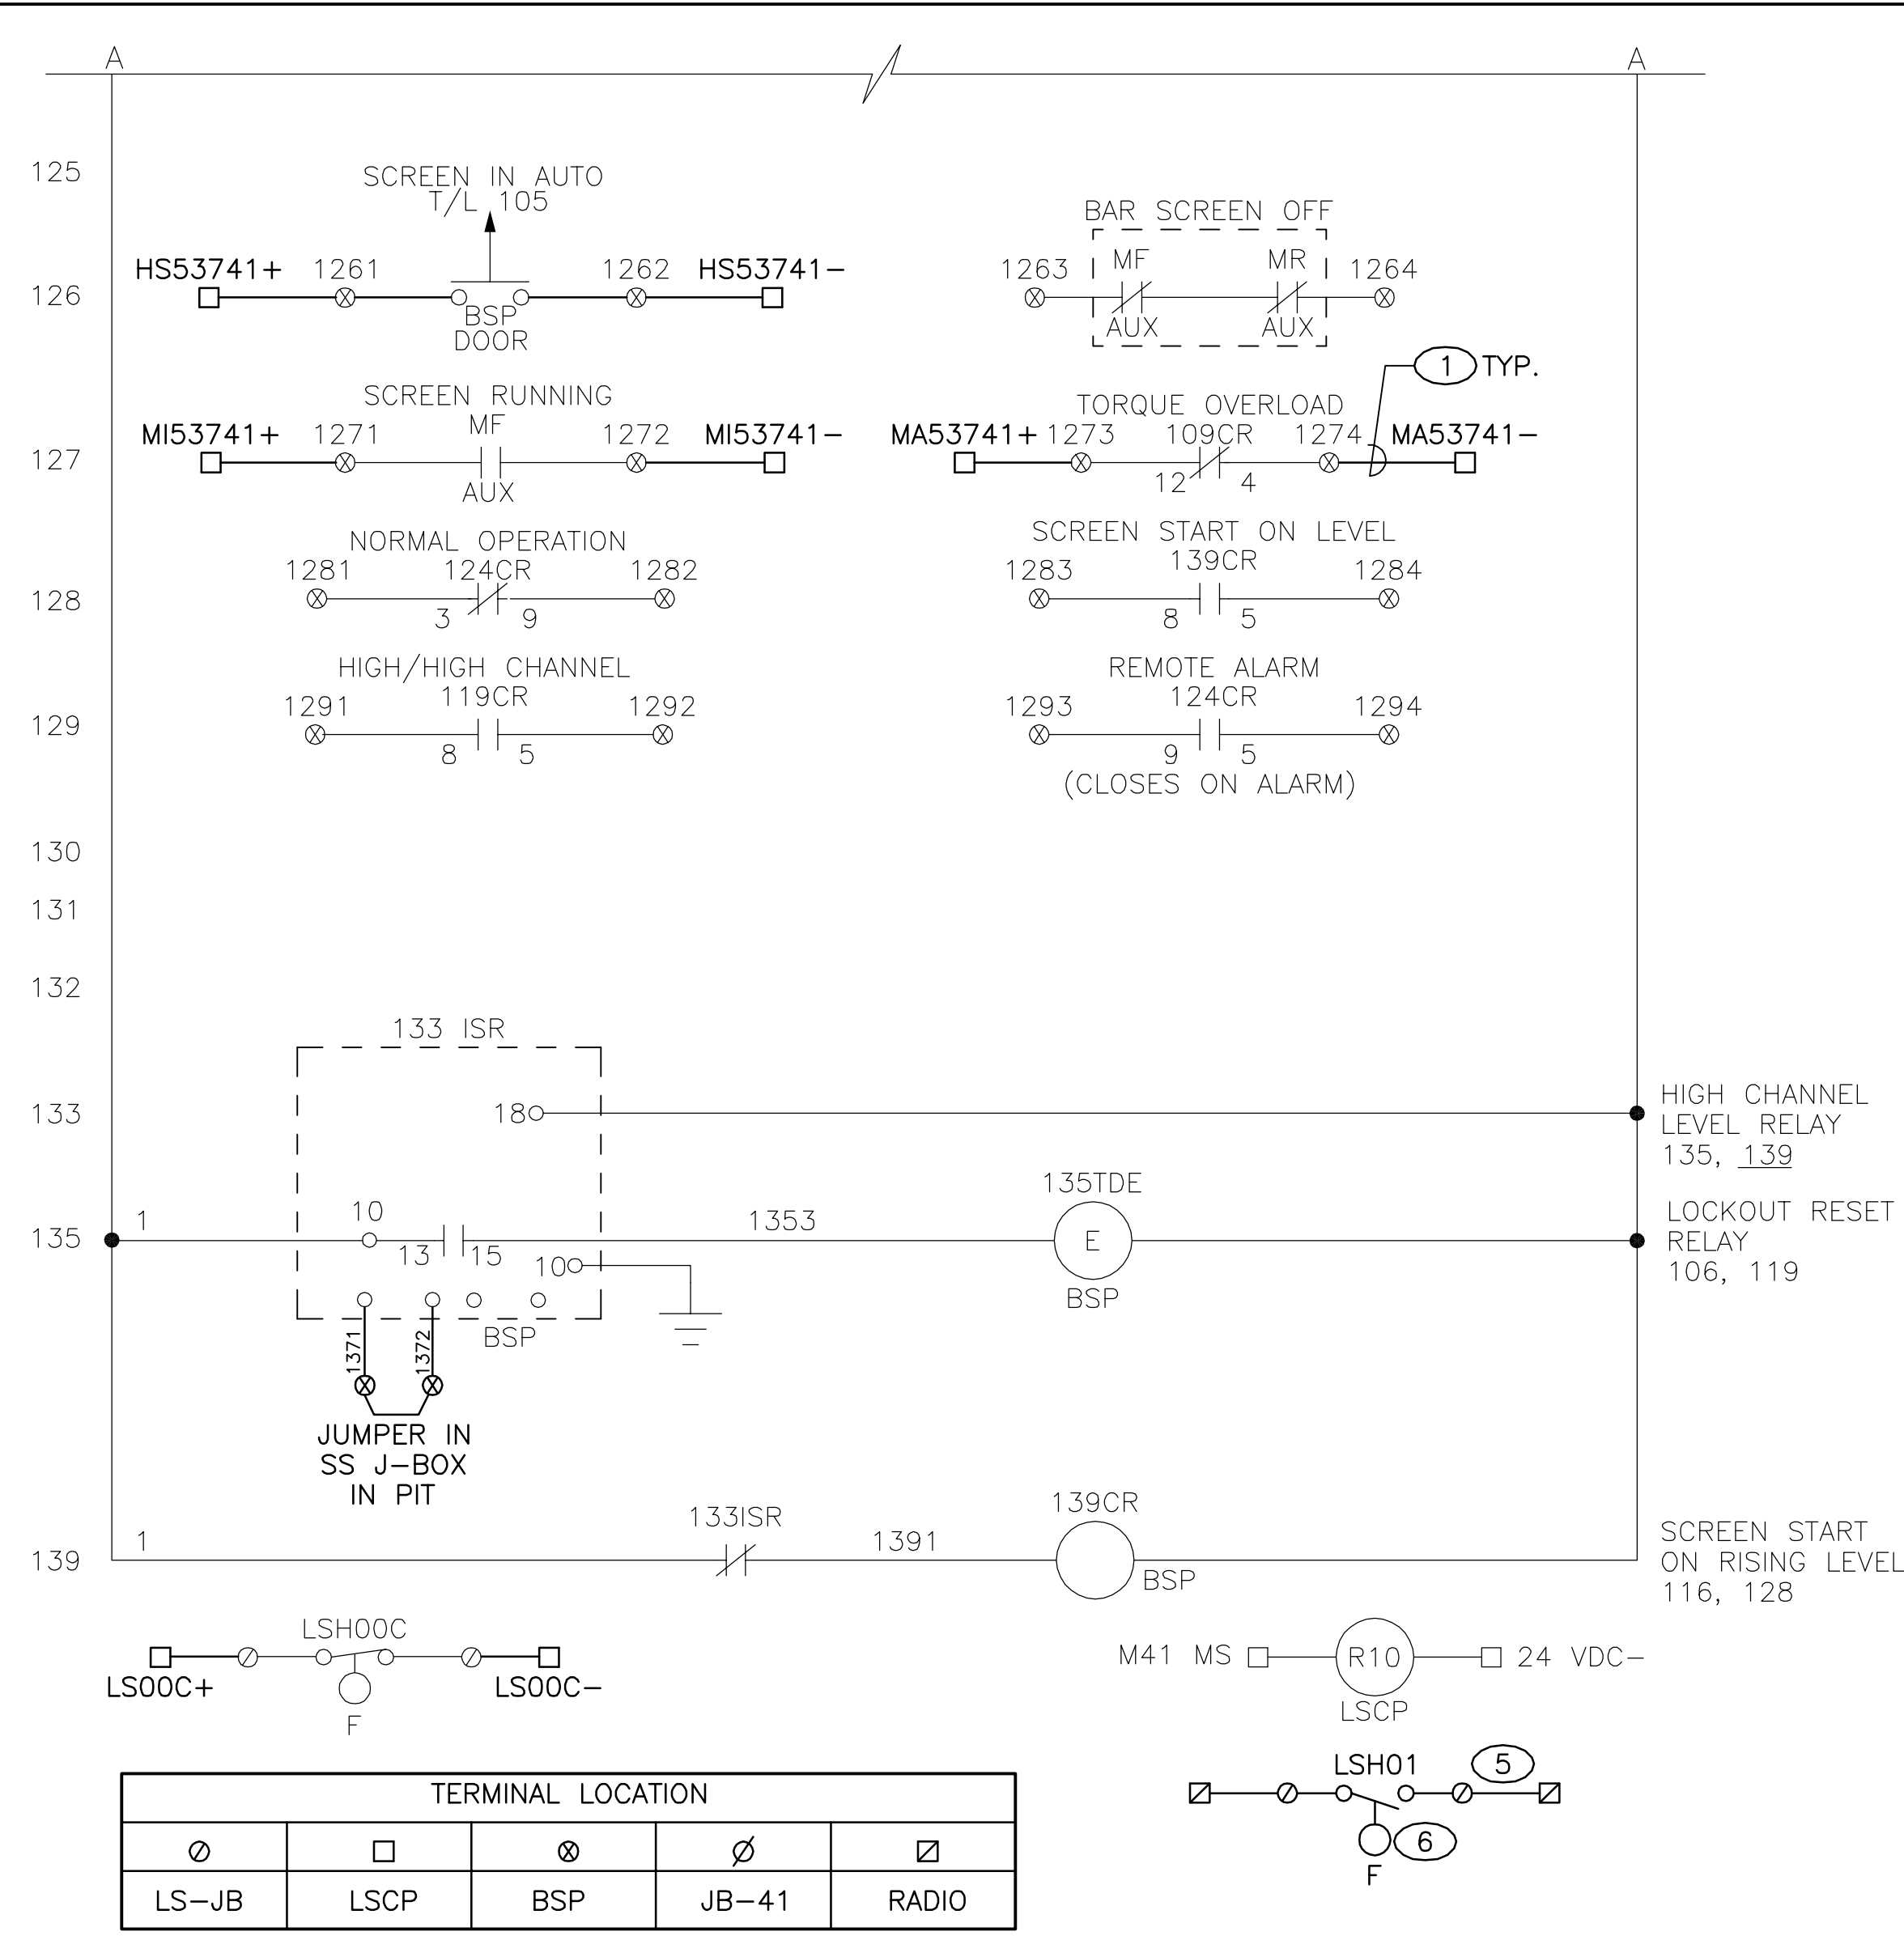 A A
125
SCREEN IN AUTO
T/L 105
BAR SCREEN OFF
HS53741+ 1261 1262 HS53741-
1263 MF MR 1264
126
BSP
DOOR
AUX AUX
1 TYP.
SCREEN RUNNING
MF
TORQUE OVERLOAD
MI53741+ 1271 1272 MI53741-
MA53741+ 1273 109CR 1274 MA53741-
127
AUX
12 4
NORMAL OPERATION
SCREEN START ON LEVEL
1281 124CR 1282
1283 139CR 1284
128
3 9
8 5
HIGH/HIGH CHANNEL
REMOTE ALARM
1291 119CR 1292
1293 124CR 1294
129
8 5
9 5
(CLOSES ON ALARM)
130
131
132
133 ISR
133
18
HIGH CHANNEL
LEVEL RELAY
135, 139
135TDE
135
1 10 1353
13 15
E
10
BSP
LOCKOUT RESET
RELAY
106, 119
BSP
1371 1372
JUMPER IN
SS J-BOX
IN PIT
133ISR
139CR
139
1 1391
BSP
SCREEN START
ON RISING LEVEL
116, 128
LSH00C
LS00C+ LS00C-
F
M41 MS R10 24 VDC-
LSCP
LSH01 5
6
F
TERMINAL LOCATION
LS-JB LSCP BSP JB-41 RADIO